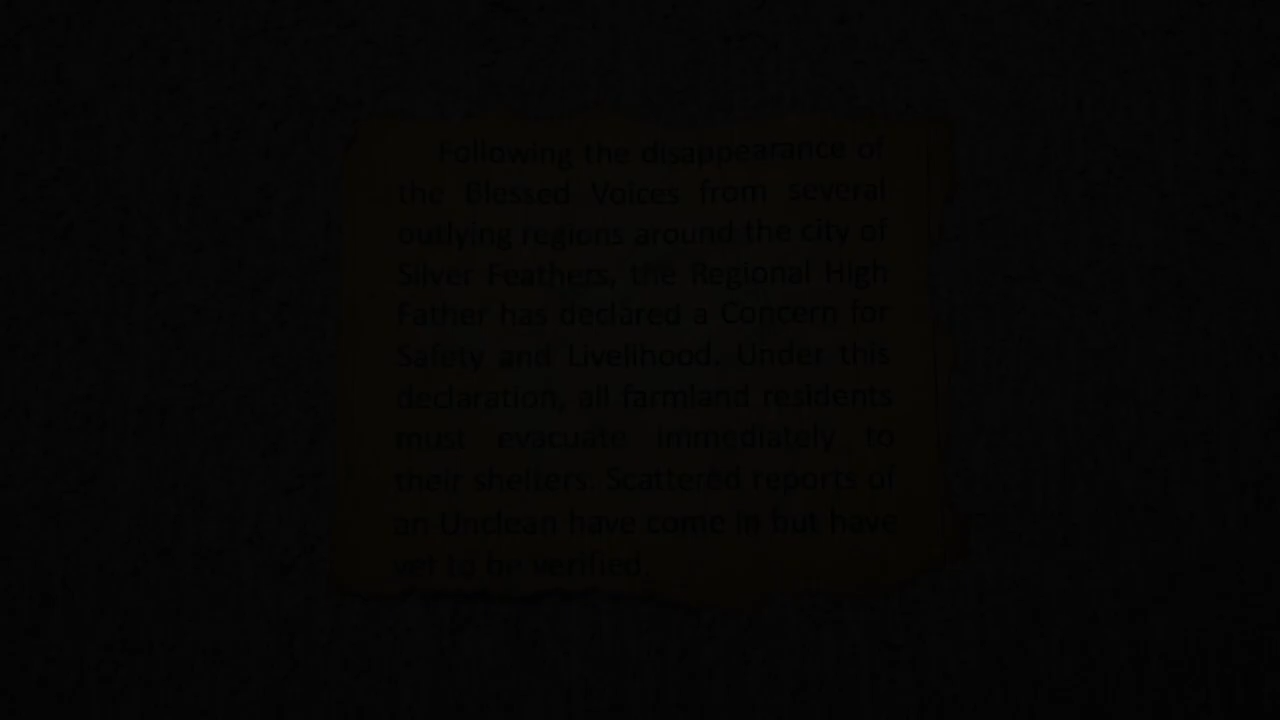 Following the disappearance of
the Blessed Voices from several
outlying regions around the city of
Silver Feathers, the Regional High
Father has declared a Concern for
Safety and Livelihood. Under this
declaration, all farmland residents
must evacuate immediately to
their shelters. Scattered reports of
an Unclean have come in but have
yet to be verified.